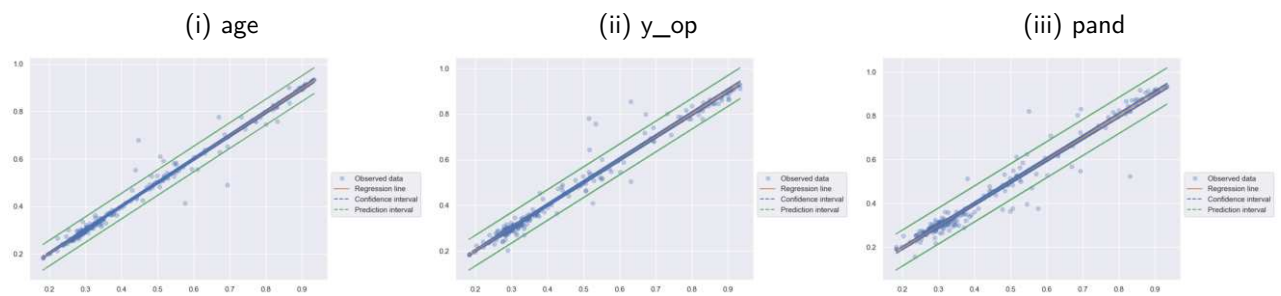 (i) age
(ii) y_op
(iii) pand
1.0
0.8
0.6
0.4
0.2
0.2 0.3 0.4 0.5 0.6 0.7 0.8 0.9
Observed data
Regression line
Confidence interval
Prediction interval
1.0
0.8
0.6
0.4
0.2
0.2 0.3 0.4 0.5 0.6 0.7 0.8 0.9
Observed data
Regression line
Confidence interval
Prediction interval
1.0
0.8
0.6
0.4
0.2
0.2 0.3 0.4 0.5 0.6 0.7 0.8 0.9
Observed data
Regression line
Confidence interval
Prediction interval